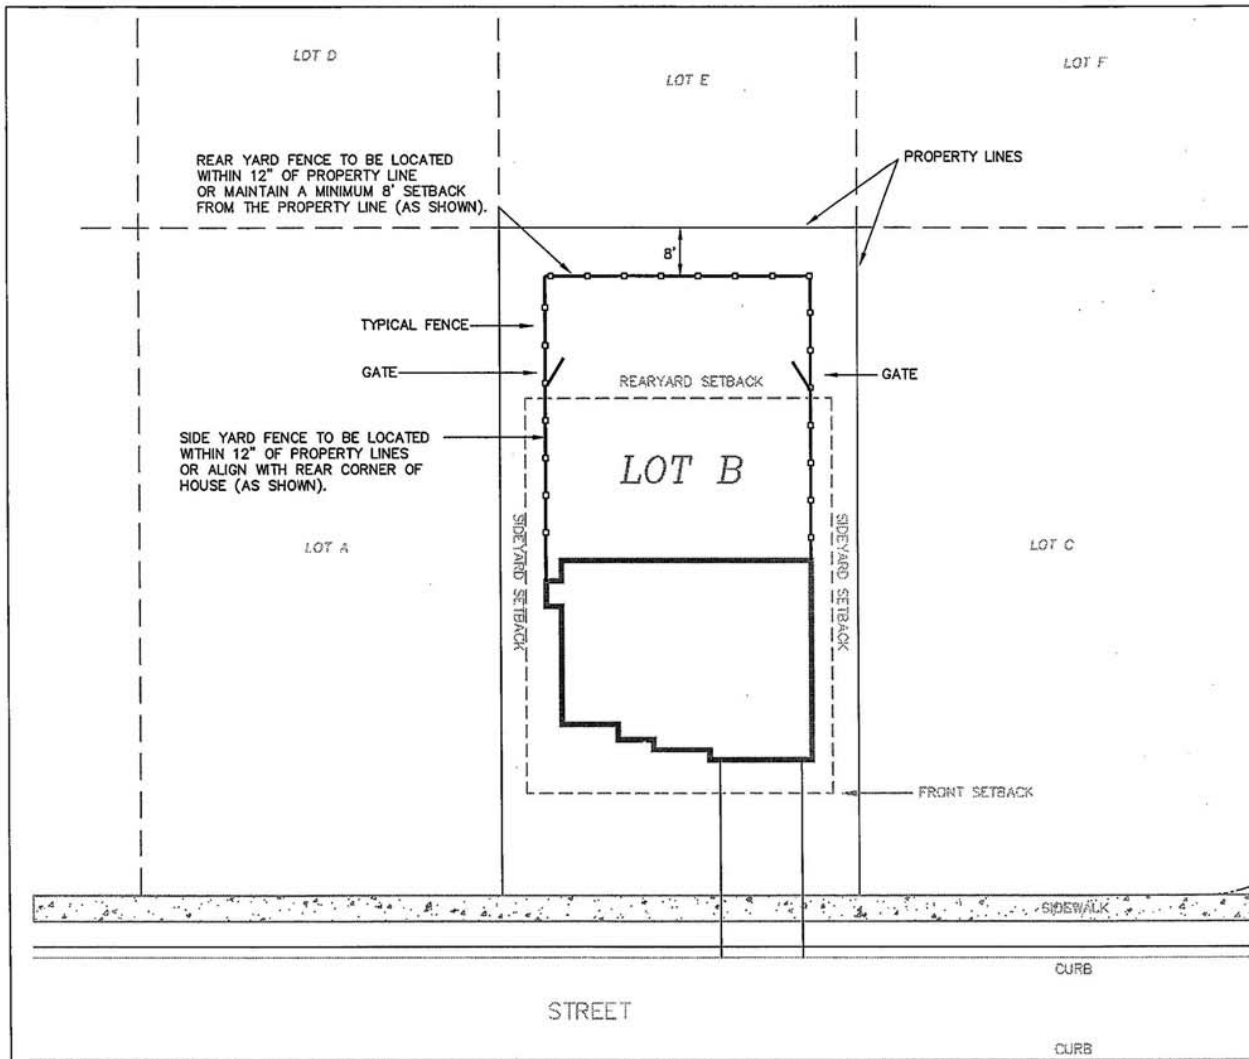 LOT D
LOT E
LOT F
REAR YARD FENCE TO BE LOCATED
WITHIN 12" OF PROPERTY LINE
OR MAINTAIN A MINIMUM 8' SETBACK
FROM THE PROPERTY LINE (AS SHOWN).
PROPERTY LINES
8'
TYPICAL FENCE
GATE
REARYARD SETBACK
GATE
SIDE YARD FENCE TO BE LOCATED
WITHIN 12" OF PROPERTY LINES
OR ALIGN WITH REAR CORNER OF
HOUSE (AS SHOWN).
LOT B
LOT A
SIDEYARD SETBACK
SIDEYARD SETBACK
LOT C
FRONT SETBACK
SIDEWALK
CURB
STREET
CURB